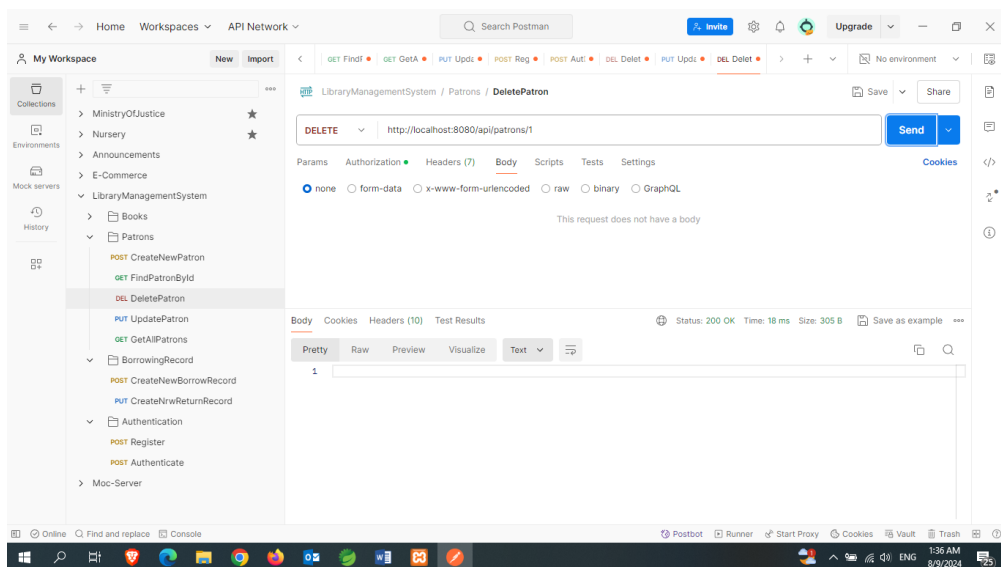 Home Workspaces API Network Search Postman Invite Upgrade
My Workspace New Import GET FindF GET GetA PUT Upda POST Reg POST Aut DEL Delet PUT Upda DEL Delet No environment
Collections
Environments
Mock servers
History
MinistryOfJustice
Nursery
Announcements
E-Commerce
LibraryManagementSystem
Books
Patrons
POST CreateNewPatron
GET FindPatronById
DEL DeletePatron
PUT UpdatePatron
GET GetAllPatrons
BorrowingRecord
POST CreateNewBorrowRecord
PUT CreateNrwReturnRecord
Authentication
POST Register
POST Authenticate
Moc-Server
HTTP LibraryManagementSystem / Patrons / DeletePatron Save Share
DELETE http://localhost:8080/api/patrons/1 Send
Params Authorization Headers (7) Body Scripts Tests Settings Cookies
none form-data x-www-form-urlencoded raw binary GraphQL
This request does not have a body
Body Cookies Headers (10) Test Results Status: 200 OK Time: 18 ms Size: 305 B Save as example
Pretty Raw Preview Visualize Text
1
Online Find and replace Console Postbot Runner Start Proxy Cookies Vault Trash
ENG 1:36 AM
8/9/2024 25